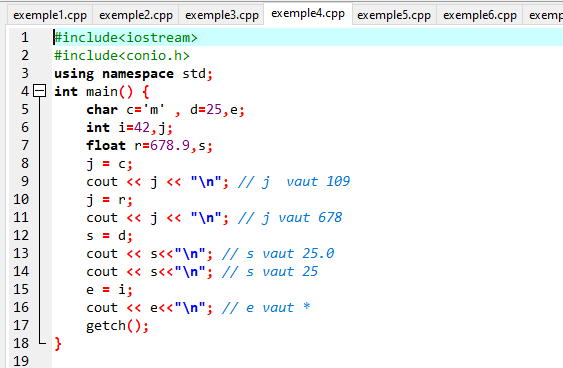 exemple1.cpp exemple2.cpp exemple3.cpp exemple4.cpp exemple5.cpp exemple6.cpp exemp
1 #include<iostream>
2 #include<conio.h>
3 using namespace std;
4 int main() {
5 char c='m' , d=25,e;
6 int i=42,j;
7 float r=678.9,s;
8 j = c;
9 cout << j << "\n"; // j  vaut 109
10 j = r;
11 cout << j << "\n"; // j vaut 678
12 s = d;
13 cout << s<<"\n"; // s vaut 25.0
14 cout << s<<"\n"; // s vaut 25
15 e = i;
16 cout << e<<"\n"; // e vaut *
17 getch();
18 }
19